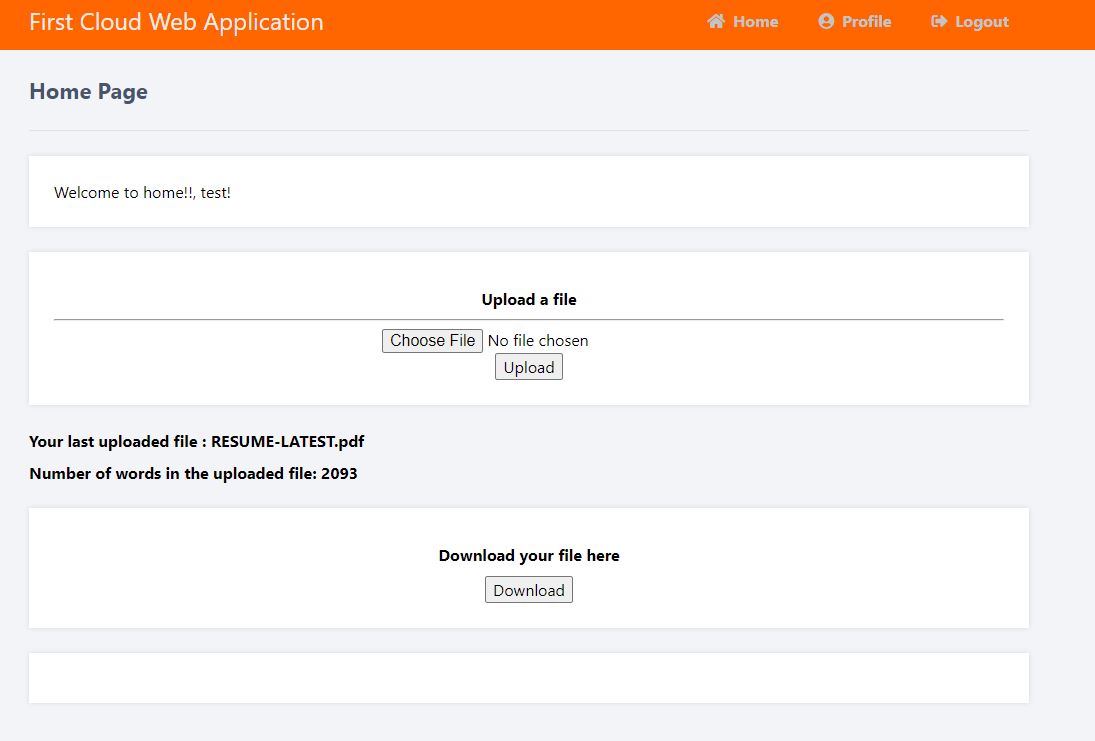 First Cloud Web Application Home Profile Logout
Home Page
Welcome to home!!, test!
Upload a file
Choose File No file chosen
Upload
Your last uploaded file : RESUME-LATEST.pdf
Number of words in the uploaded file: 2093
Download your file here
Download